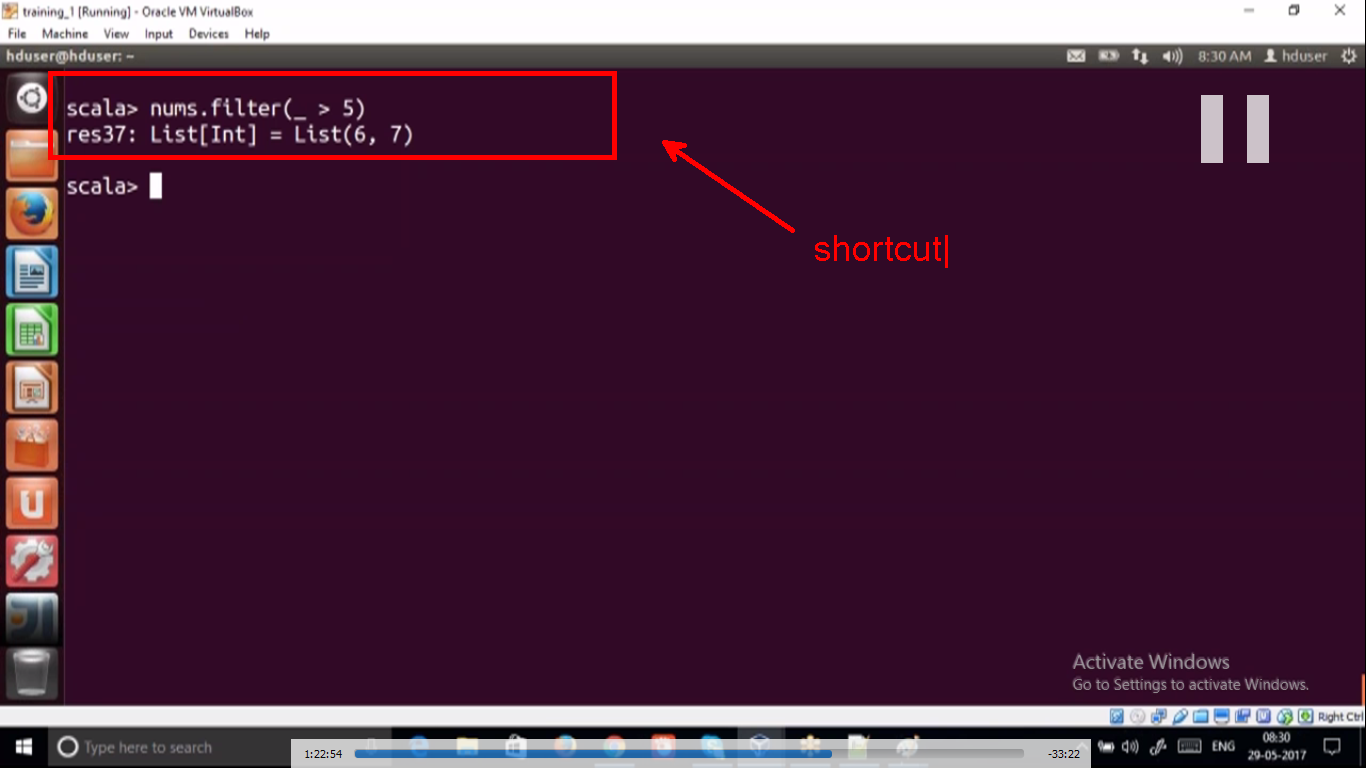 training_1 [Running] - Oracle VM VirtualBox
File Machine View Input Devices Help
hduser@hduser: ~
8:30 AM hduser
scala> nums.filter(_ > 5)
res37: List[Int] = List(6, 7)
scala>
shortcut
Activate Windows
Go to Settings to activate Windows.
Right Ctrl
Type here to search
1:22:54
-33:22
ENG
08:30
29-05-2017